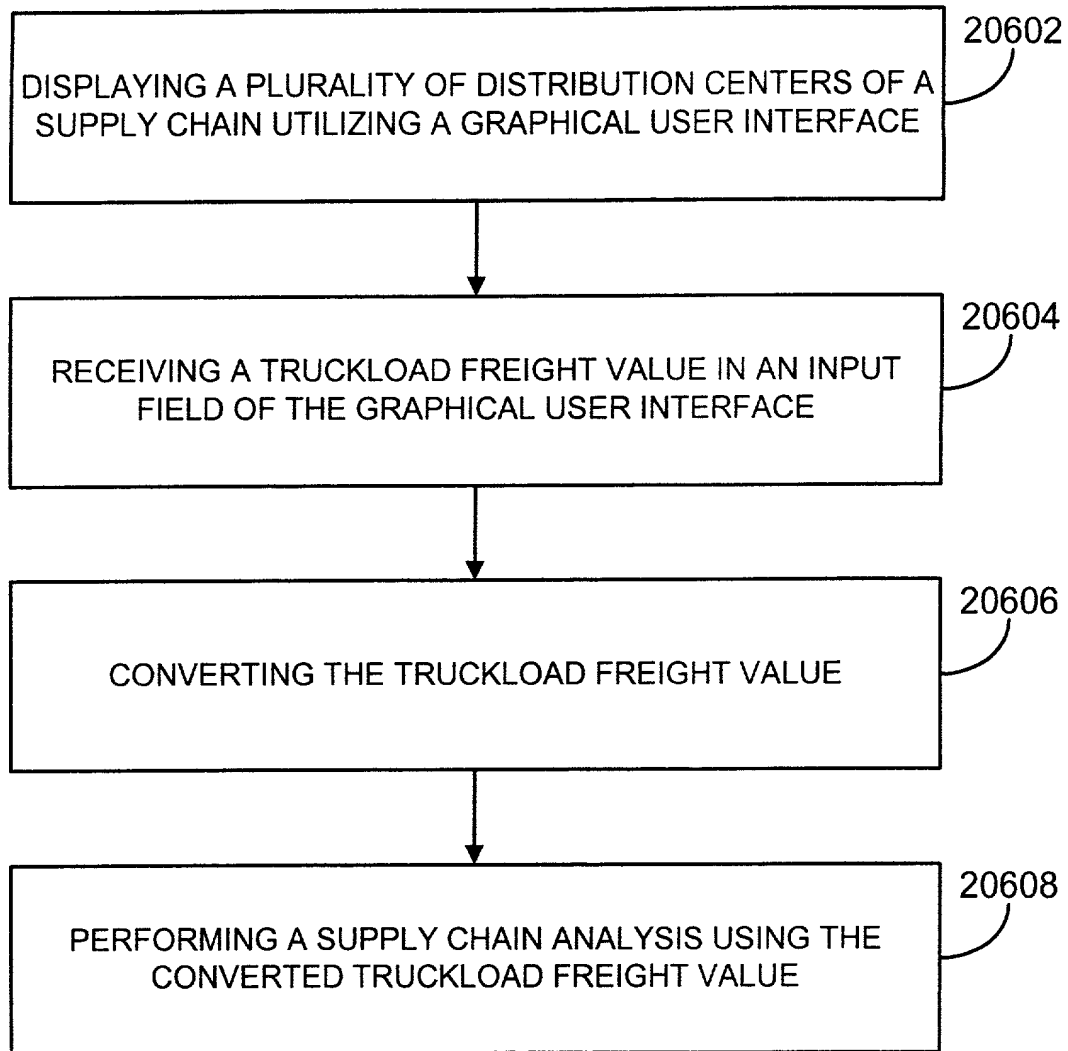 20602
DISPLAYING A PLURALITY OF DISTRIBUTION CENTERS OF A
SUPPLY CHAIN UTILIZING A GRAPHICAL USER INTERFACE
20604
RECEIVING A TRUCKLOAD FREIGHT VALUE IN AN INPUT
FIELD OF THE GRAPHICAL USER INTERFACE
20606
CONVERTING THE TRUCKLOAD FREIGHT VALUE
20608
PERFORMING A SUPPLY CHAIN ANALYSIS USING THE
CONVERTED TRUCKLOAD FREIGHT VALUE